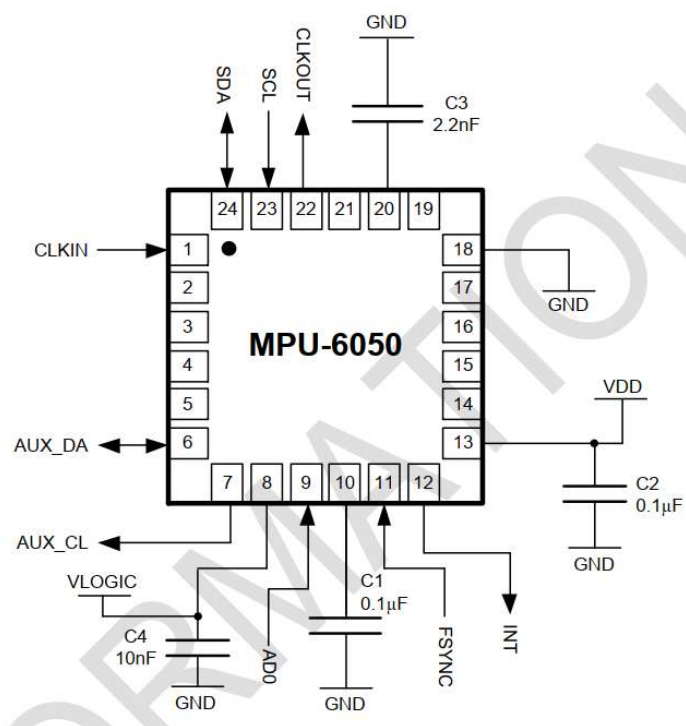 GND
SDA
SCL
CLKOUT
C3
2.2nF
24
23
22
21
20
19
CLKIN
1
18
2
17
GND
3
16
MPU-6050
4
15
5
14
VDD
AUX_DA
6
13
7
8
9
10
11
12
C2
0.1µF
AUX_CL
GND
VLOGIC
C1
0.1µF
C4
10nF
AD0
FSYNC
INT
GND
GND
ORMATION